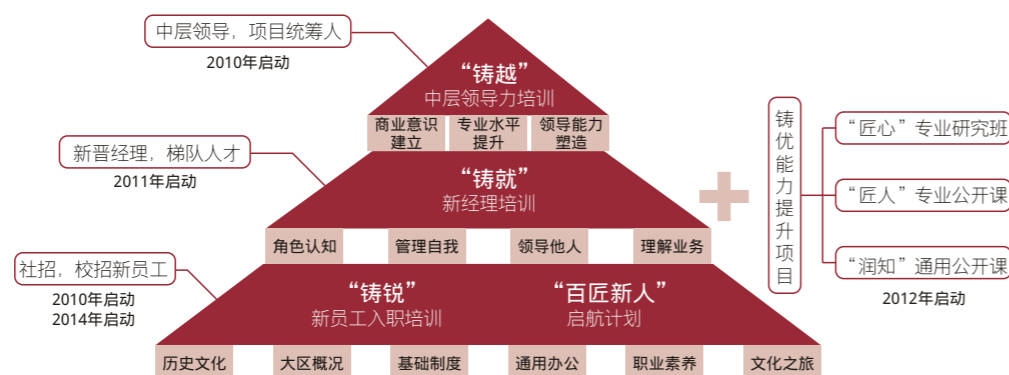 中层领导，项目统筹人
2010年启动
“铸越”
中层领导力培训
商业意识
建立
专业水平
提升
领导能力
塑造
新晋经理，梯队人才
2011年启动
“铸就”
新经理培训
角色认知
管理自我
领导他人
理解业务
社招，校招新员工
2010年启动
2014年启动
“铸锐”
新员工入职培训
“百匠新人”
启航计划
历史文化
大区概况
基础制度
通用办公
职业素养
文化之旅
铸优能力提升项目
“匠心”专业研究班
“匠人”专业公开课
“润知”通用公开课
2012年启动